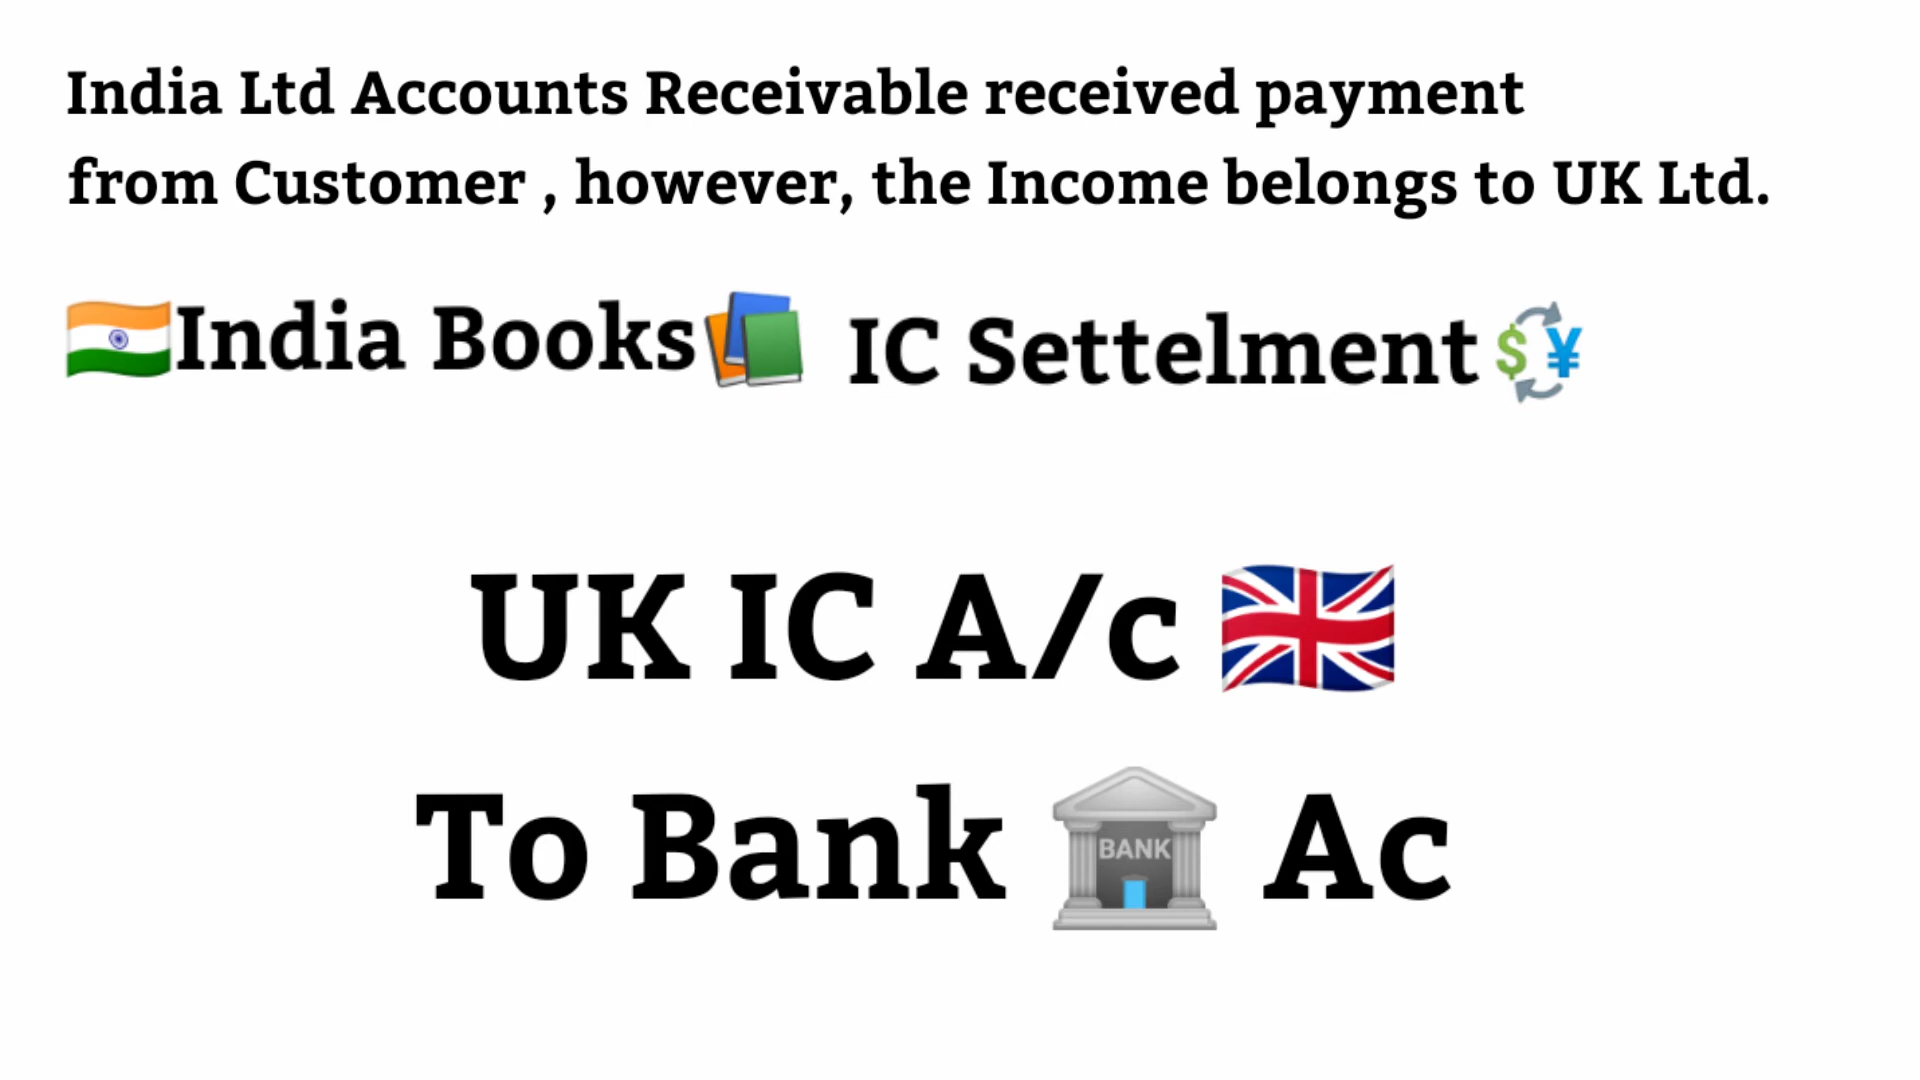 India Ltd Accounts Receivable received payment
from Customer , however, the Income belongs to UK Ltd.
India Books IC Settelment
UK IC A/c
To Bank BANK Ac